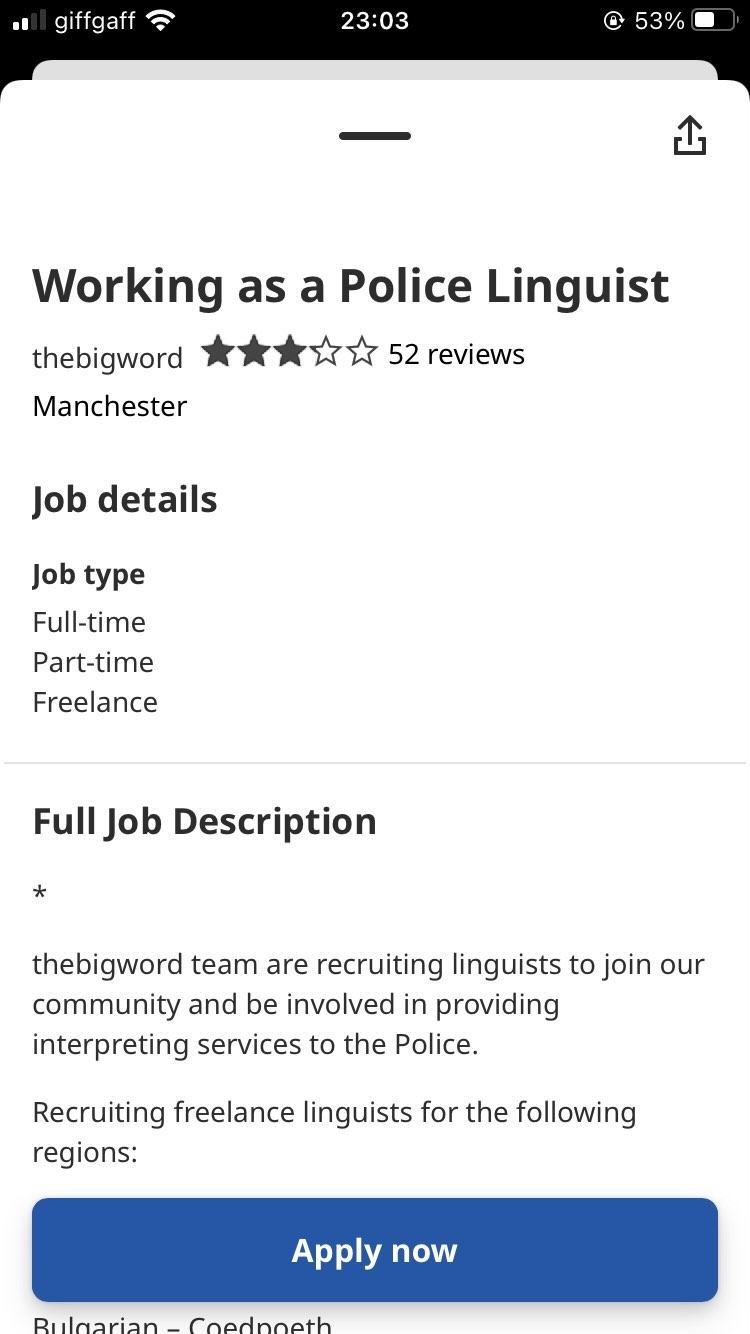 giffgaff 23:03 53%
Working as a Police Linguist
thebigword 52 reviews
Manchester
Job details
Job type
Full-time
Part-time
Freelance
Full Job Description
*
thebigword team are recruiting linguists to join our
community and be involved in providing
interpreting services to the Police.
Recruiting freelance linguists for the following
regions:
Apply now
Bulgarian – Coedpoeth